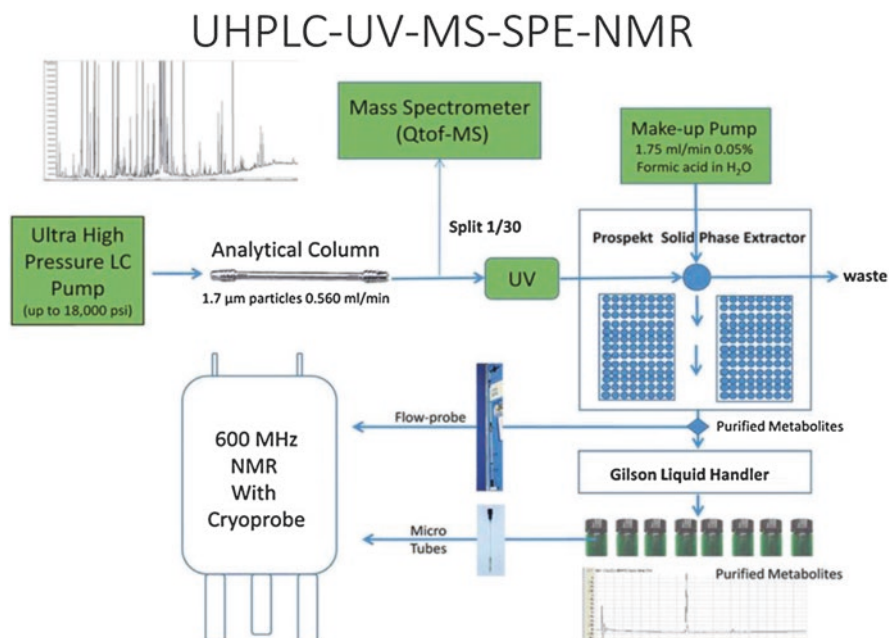 UHPLC-UV-MS-SPE-NMR
Mass Spectrometer
(Qtof-MS)
Make-up Pump
1.75 ml/min 0.05%
Formic acid in H₂O
Ultra High
Pressure LC
Pump
(up to 18,000 psi)
Analytical Column
1.7 µm particles 0.560 ml/min
Split 1/30
UV
Prospekt Solid Phase Extractor
waste
600 MHz
NMR
With
Cryoprobe
Flow-probe
Purified Metabolites
Gilson Liquid Handler
Micro
Tubes
Purified Metabolites